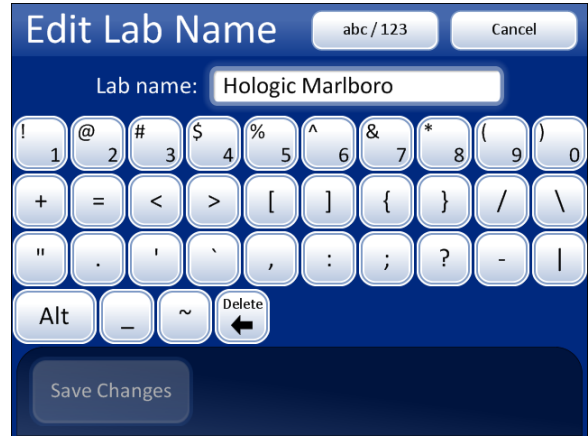 Edit Lab Name abc / 123 Cancel
Lab name: Hologic Marlboro
! 1 @ 2 # 3 $ 4 % 5 ^ 6 & 7 * 8 ( 9 ) 0
+ = < > [ ] { } / \
" . ' ` , : ; ? - |
Alt _ ~ Delete
Save Changes